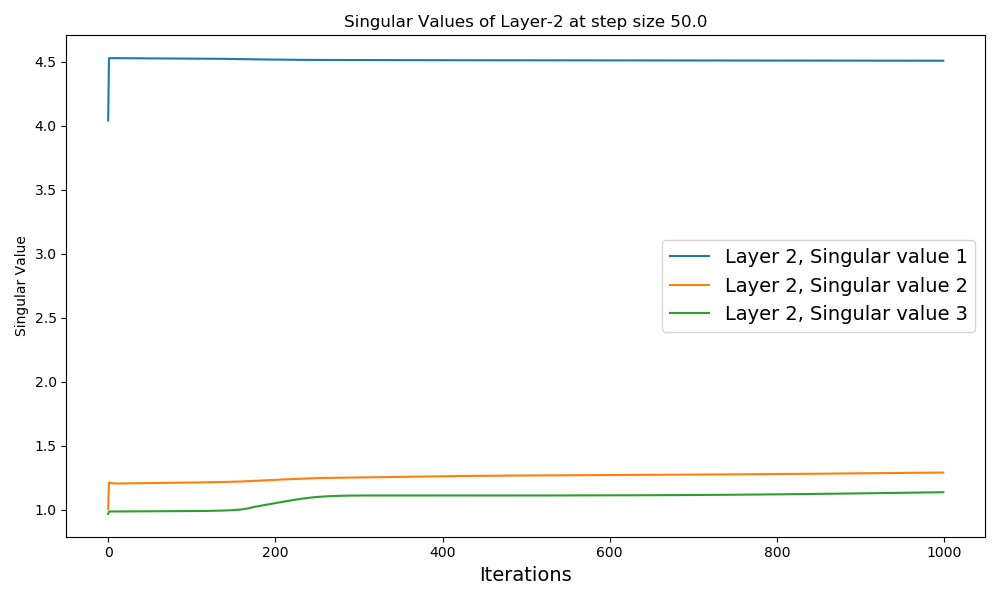 Singular Values of Layer-2 at step size 50.0
4.5
4.0
3.5
3.0
2.5
2.0
1.5
1.0
Singular Value
Layer 2, Singular value 1
Layer 2, Singular value 2
Layer 2, Singular value 3
0 200 400 600 800 1000
Iterations